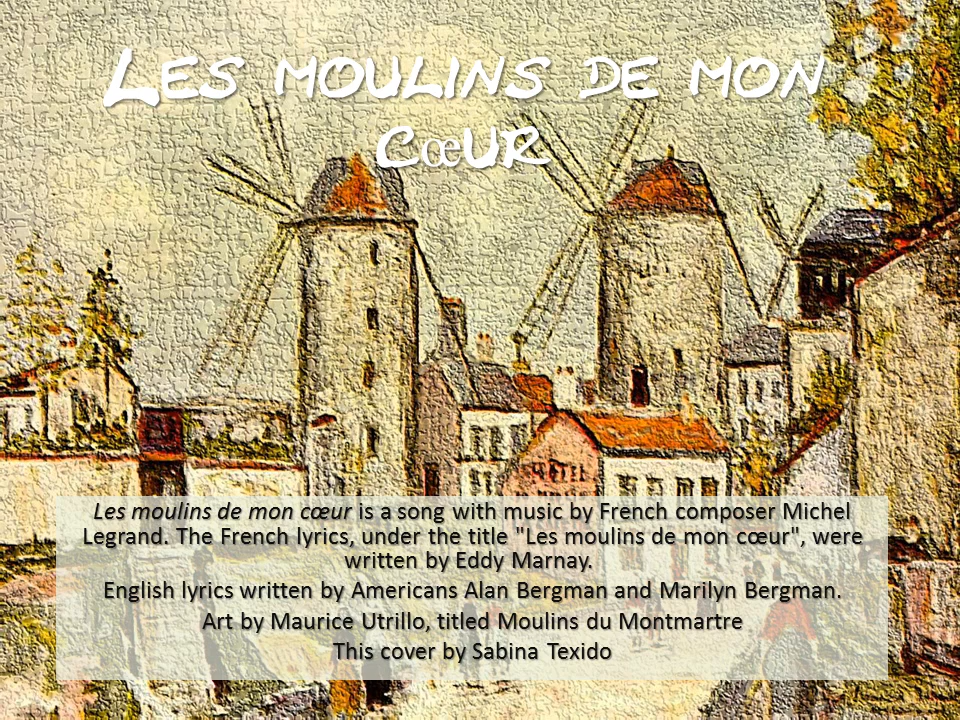 Les moulins de mon
cœur
HÔTEL
Les moulins de mon cœur is a song with music by French composer Michel
Legrand. The French lyrics, under the title "Les moulins de mon cœur", were
written by Eddy Marnay.
English lyrics written by Americans Alan Bergman and Marilyn Bergman.
Art by Maurice Utrillo, titled Moulins du Montmartre
This cover by Sabina Texido